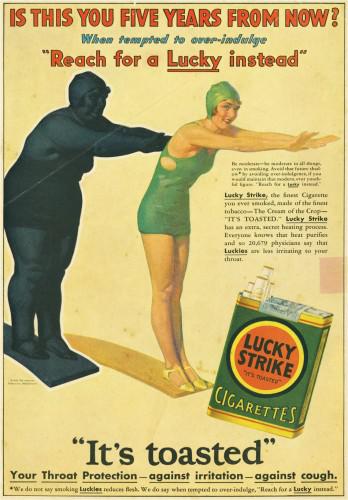 IS THIS YOU FIVE YEARS FROM NOW?
When tempted to over-indulge
"Reach for a Lucky instead"
Be moderate—be moderate in all things,
even in smoking. Avoid that future shad-
ow* by avoiding over-indulgence, if you
would maintain that modern, ever youth-
ful figure. "Reach for a Lucky instead."
Lucky Strike, the finest Cigarette
you ever smoked, made of the finest
tobacco—The Cream of the Crop—
"IT'S TOASTED." Lucky Strike
has an extra, secret heating process.
Everyone knows that heat purifies
and so 20,679 physicians say that
Luckies are less irritating to your
throat.
LUCKY
STRIKE
"IT'S TOASTED"
CIGARETTES
"It's toasted"
Your Throat Protection—against irritation—against cough.
*We do not say smoking Luckies reduces flesh. We do say when tempted to over-indulge, "Reach for a Lucky instead."